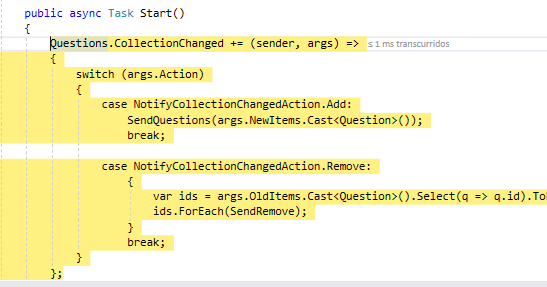 public async Task Start()
{
Questions.CollectionChanged += (sender, args) => ≤ 1 ms transcurridos
{
switch (args.Action)
{
case NotifyCollectionChangedAction.Add:
SendQuestions(args.NewItems.Cast<Question>());
break;
case NotifyCollectionChangedAction.Remove:
{
var ids = args.OldItems.Cast<Question>().Select(q => q.id).
ids.ForEach(SendRemove);
}
break;
}
};